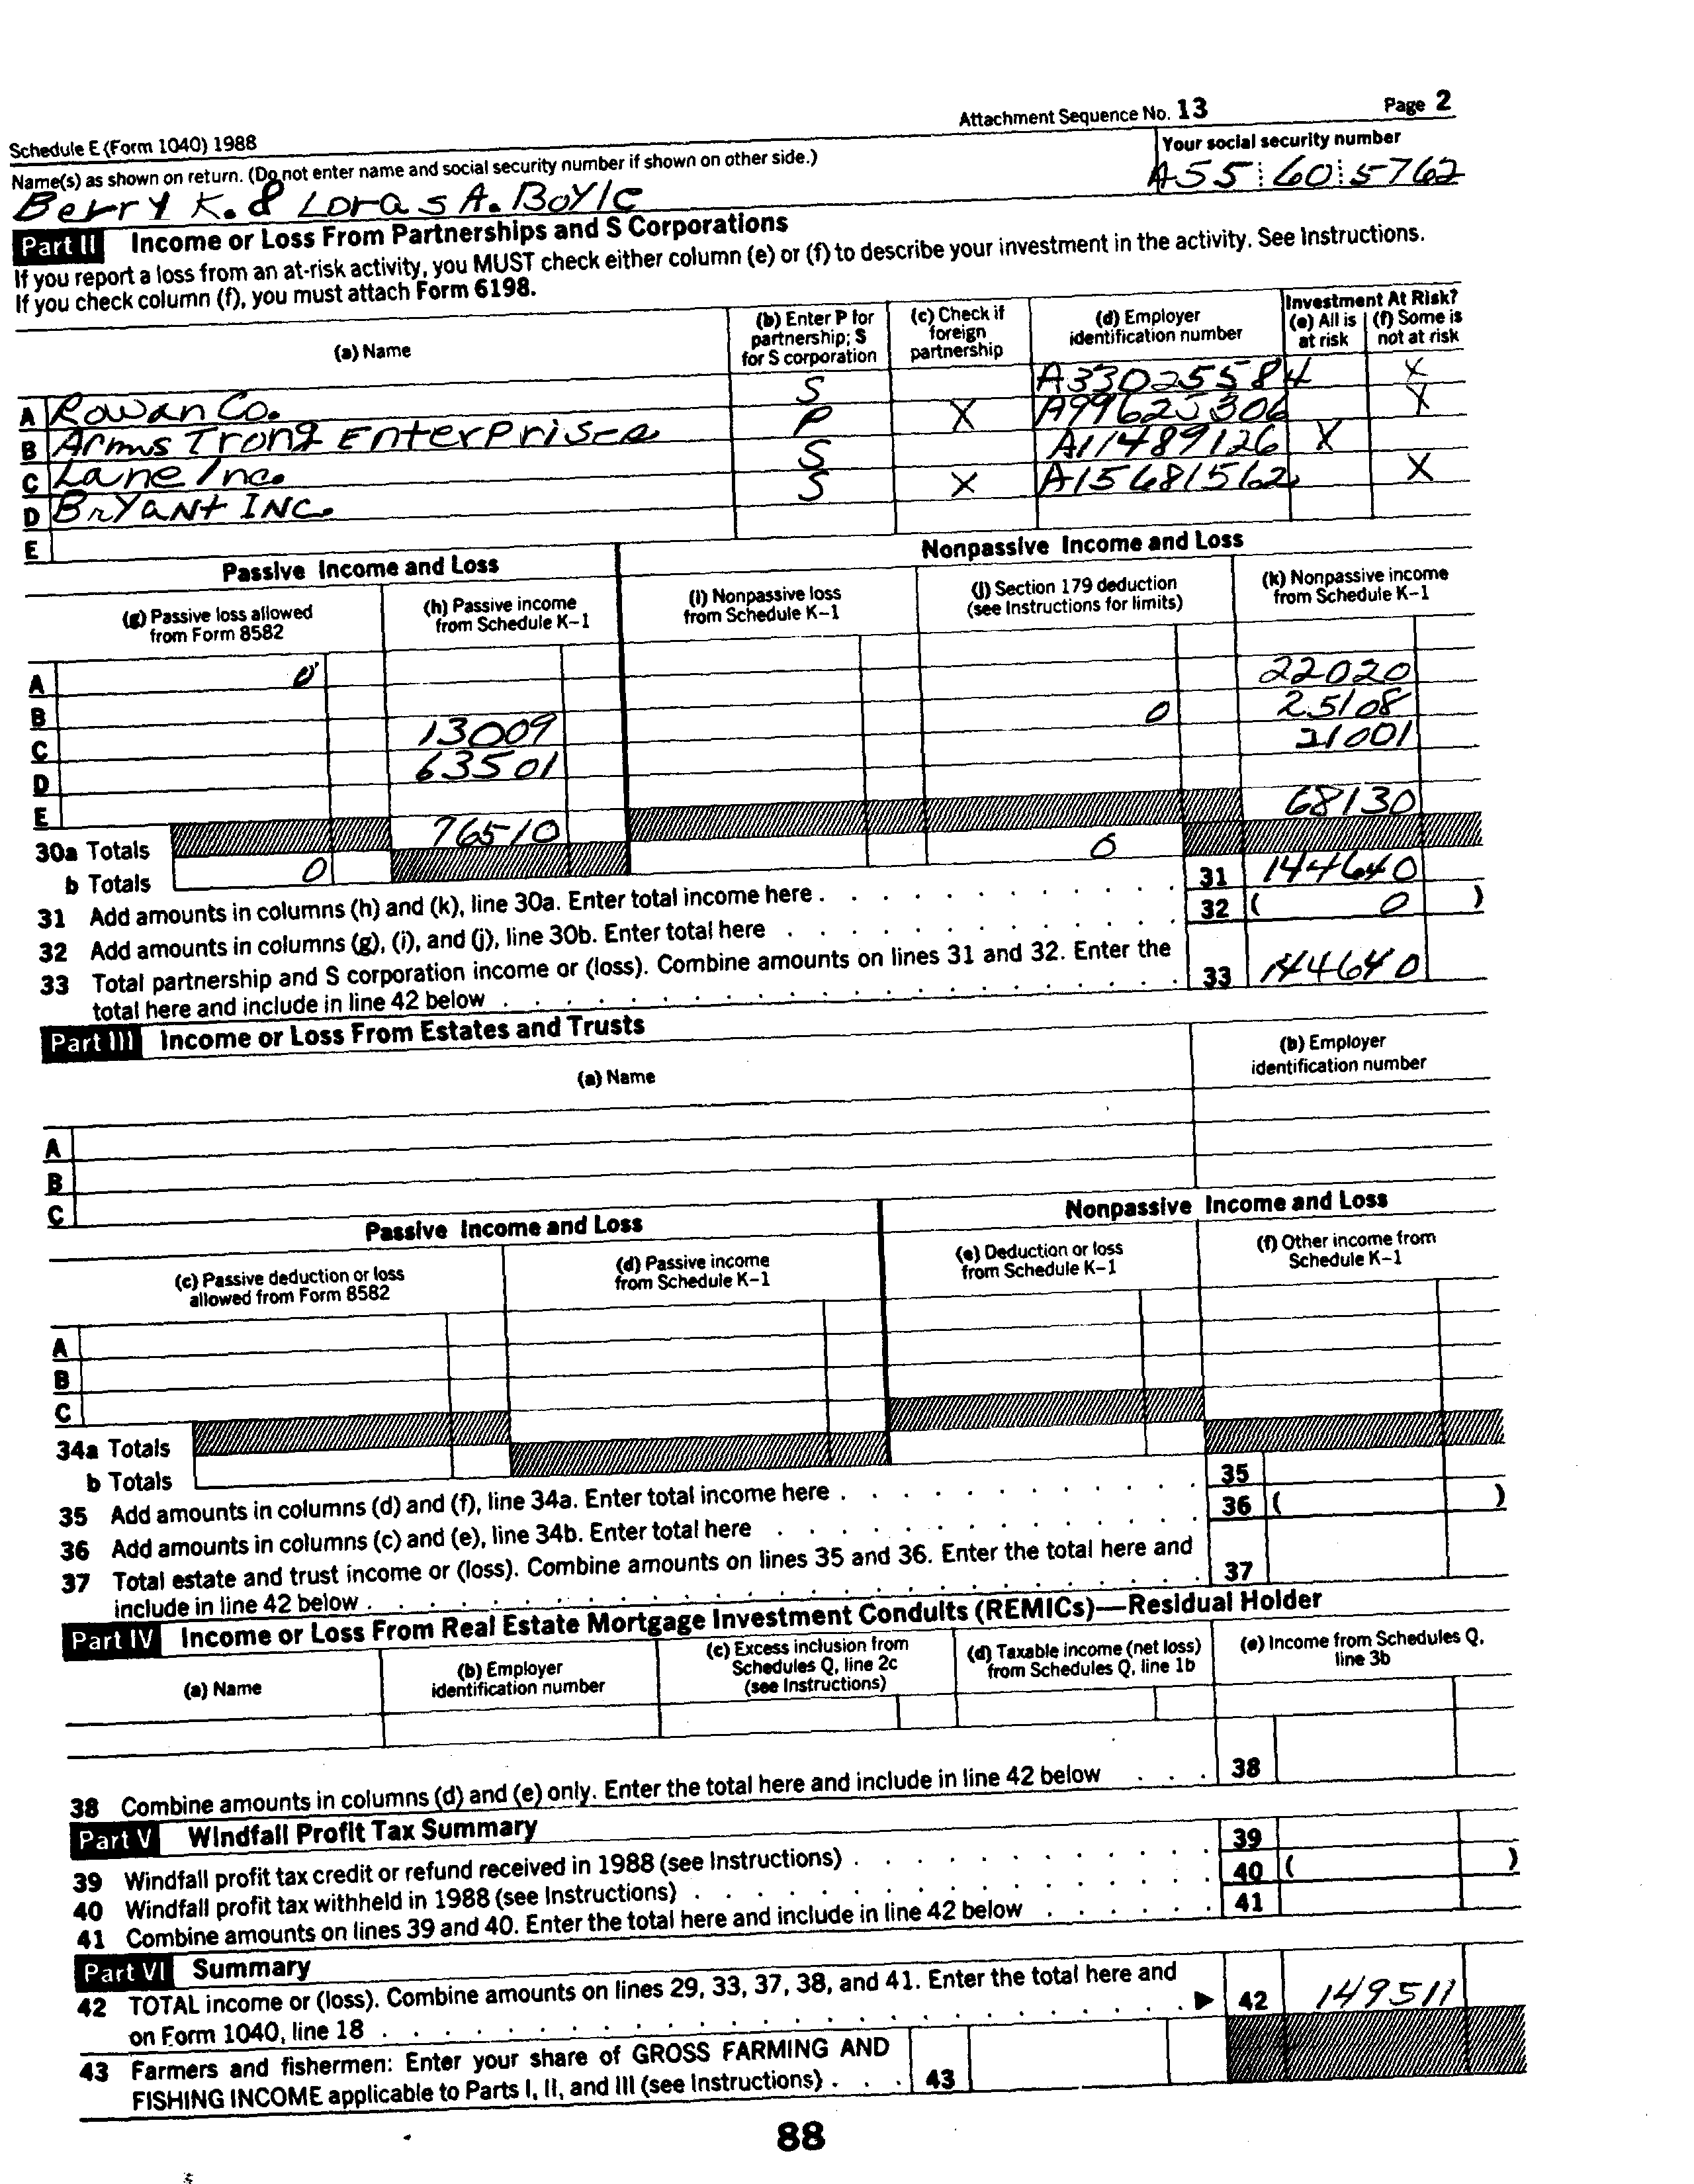 Attachment Sequence No. 13 Page 2
Schedule E (Form 1040) 1988
Name(s) as shown on return. (Do not enter name and social security number if shown on other side.) Your social security number
Berry K. & Loras A. Boyle A55 60 5762
Part II Income or Loss From Partnerships and S Corporations
If you report a loss from an at-risk activity, you MUST check either column (e) or (f) to describe your investment in the activity. See Instructions.
If you check column (f), you must attach Form 6198.
(a) Name
(b) Enter P for partnership; S for S corporation
(c) Check if foreign partnership
(d) Employer identification number
Investment At Risk?
(e) All is at risk
(f) Some is not at risk
A Rowan Co. S A33025584 X
B Arms Trong Enterprises P X A99625306 X
C Lane Inc. S A11489126 X
D Bryant INC. S X A15681562 X
E
Passive Income and Loss Nonpassive Income and Loss
(g) Passive loss allowed from Form 8582
(h) Passive income from Schedule K–1
(i) Nonpassive loss from Schedule K–1
(j) Section 179 deduction (see Instructions for limits)
(k) Nonpassive income from Schedule K–1
A 0 22020
B 0 25108
C 13009 21001
D 63501
E
30a Totals 76510 68130
b Totals 0 0
31 Add amounts in columns (h) and (k), line 30a. Enter total income here 31 144640
32 Add amounts in columns (g), (i), and (j), line 30b. Enter total here 32 ( 0 )
33 Total partnership and S corporation income or (loss). Combine amounts on lines 31 and 32. Enter the
total here and include in line 42 below 33 144640
Part III Income or Loss From Estates and Trusts
(a) Name
(b) Employer identification number
A
B
C
Passive Income and Loss Nonpassive Income and Loss
(c) Passive deduction or loss allowed from Form 8582
(d) Passive income from Schedule K–1
(e) Deduction or loss from Schedule K–1
(f) Other income from Schedule K–1
A
B
C
34a Totals
b Totals
35 Add amounts in columns (d) and (f), line 34a. Enter total income here 35
36 Add amounts in columns (c) and (e), line 34b. Enter total here 36 ( )
37 Total estate and trust income or (loss). Combine amounts on lines 35 and 36. Enter the total here and
include in line 42 below 37
Part IV Income or Loss From Real Estate Mortgage Investment Conduits (REMICs)—Residual Holder
(a) Name
(b) Employer identification number
(c) Excess inclusion from Schedules Q, line 2c (see Instructions)
(d) Taxable income (net loss) from Schedules Q, line 1b
(e) Income from Schedules Q, line 3b
38 Combine amounts in columns (d) and (e) only. Enter the total here and include in line 42 below 38
Part V Windfall Profit Tax Summary
39 Windfall profit tax credit or refund received in 1988 (see Instructions) 39
40 Windfall profit tax withheld in 1988 (see Instructions) 40 ( )
41 Combine amounts on lines 39 and 40. Enter the total here and include in line 42 below 41
Part VI Summary
42 TOTAL income or (loss). Combine amounts on lines 29, 33, 37, 38, and 41. Enter the total here and
on Form 1040, line 18 ▶ 42 149511
43 Farmers and fishermen: Enter your share of GROSS FARMING AND
FISHING INCOME applicable to Parts I, II, and III (see Instructions) 43
88